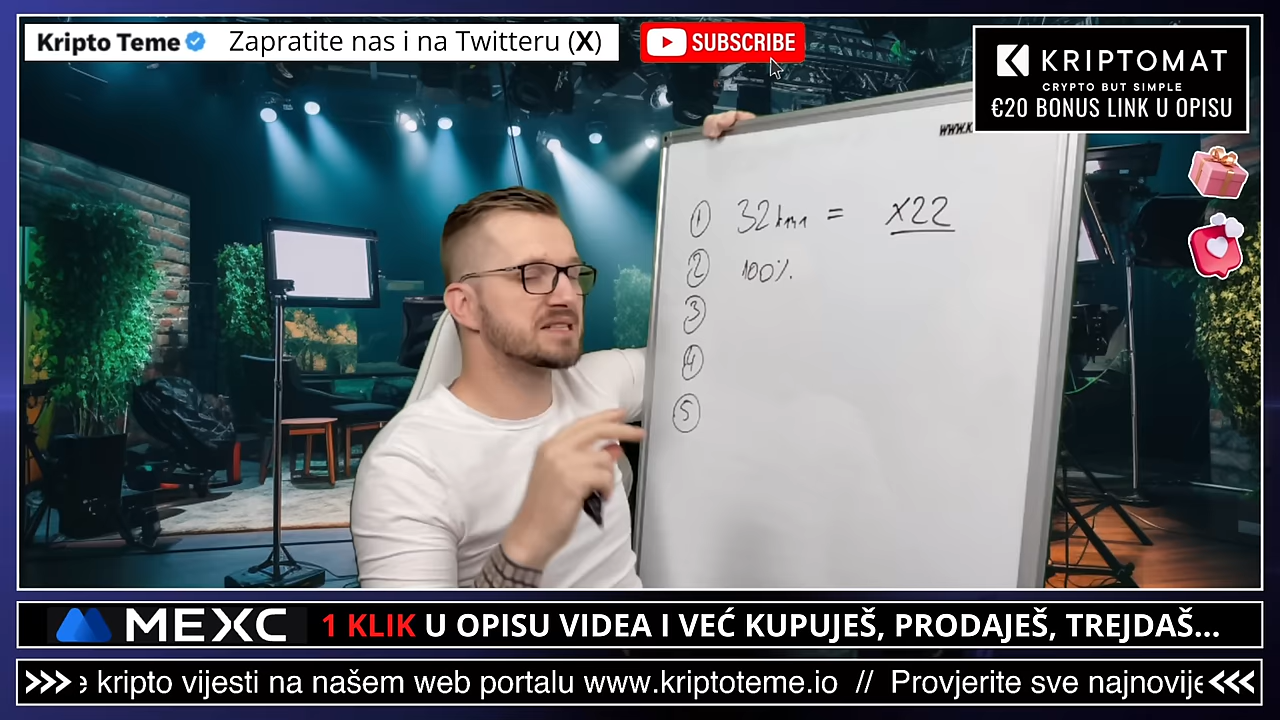 Kripto Teme Zapratite nas i na Twitteru (X)
SUBSCRIBE
KRIPTOMAT
CRYPTO BUT SIMPLE
€20 BONUS LINK U OPISU
1 32kmn = x22
2 100%
3
4
5
MEXC 1 KLIK U OPISU VIDEA I VEĆ KUPUJEŠ, PRODAJEŠ, TREJDAŠ...
kripto vijesti na našem web portalu www.kriptoteme.io // Provjerite sve